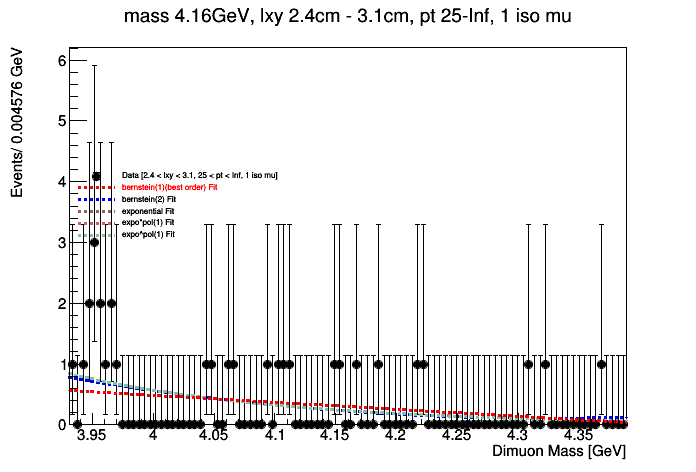 mass 4.16GeV, lxy 2.4cm - 3.1cm, pt 25-Inf, 1 iso mu
Events/ 0.004576 GeV
6
5
4
3
2
1
0
Data [2.4 < lxy < 3.1, 25 < pt < Inf, 1 iso mu]
bernstein(1)(best order) Fit
bernstein(2) Fit
exponential Fit
expo*pol(1) Fit
expo^pol(1) Fit
3.95 4 4.05 4.1 4.15 4.2 4.25 4.3 4.35
Dimuon Mass [GeV]